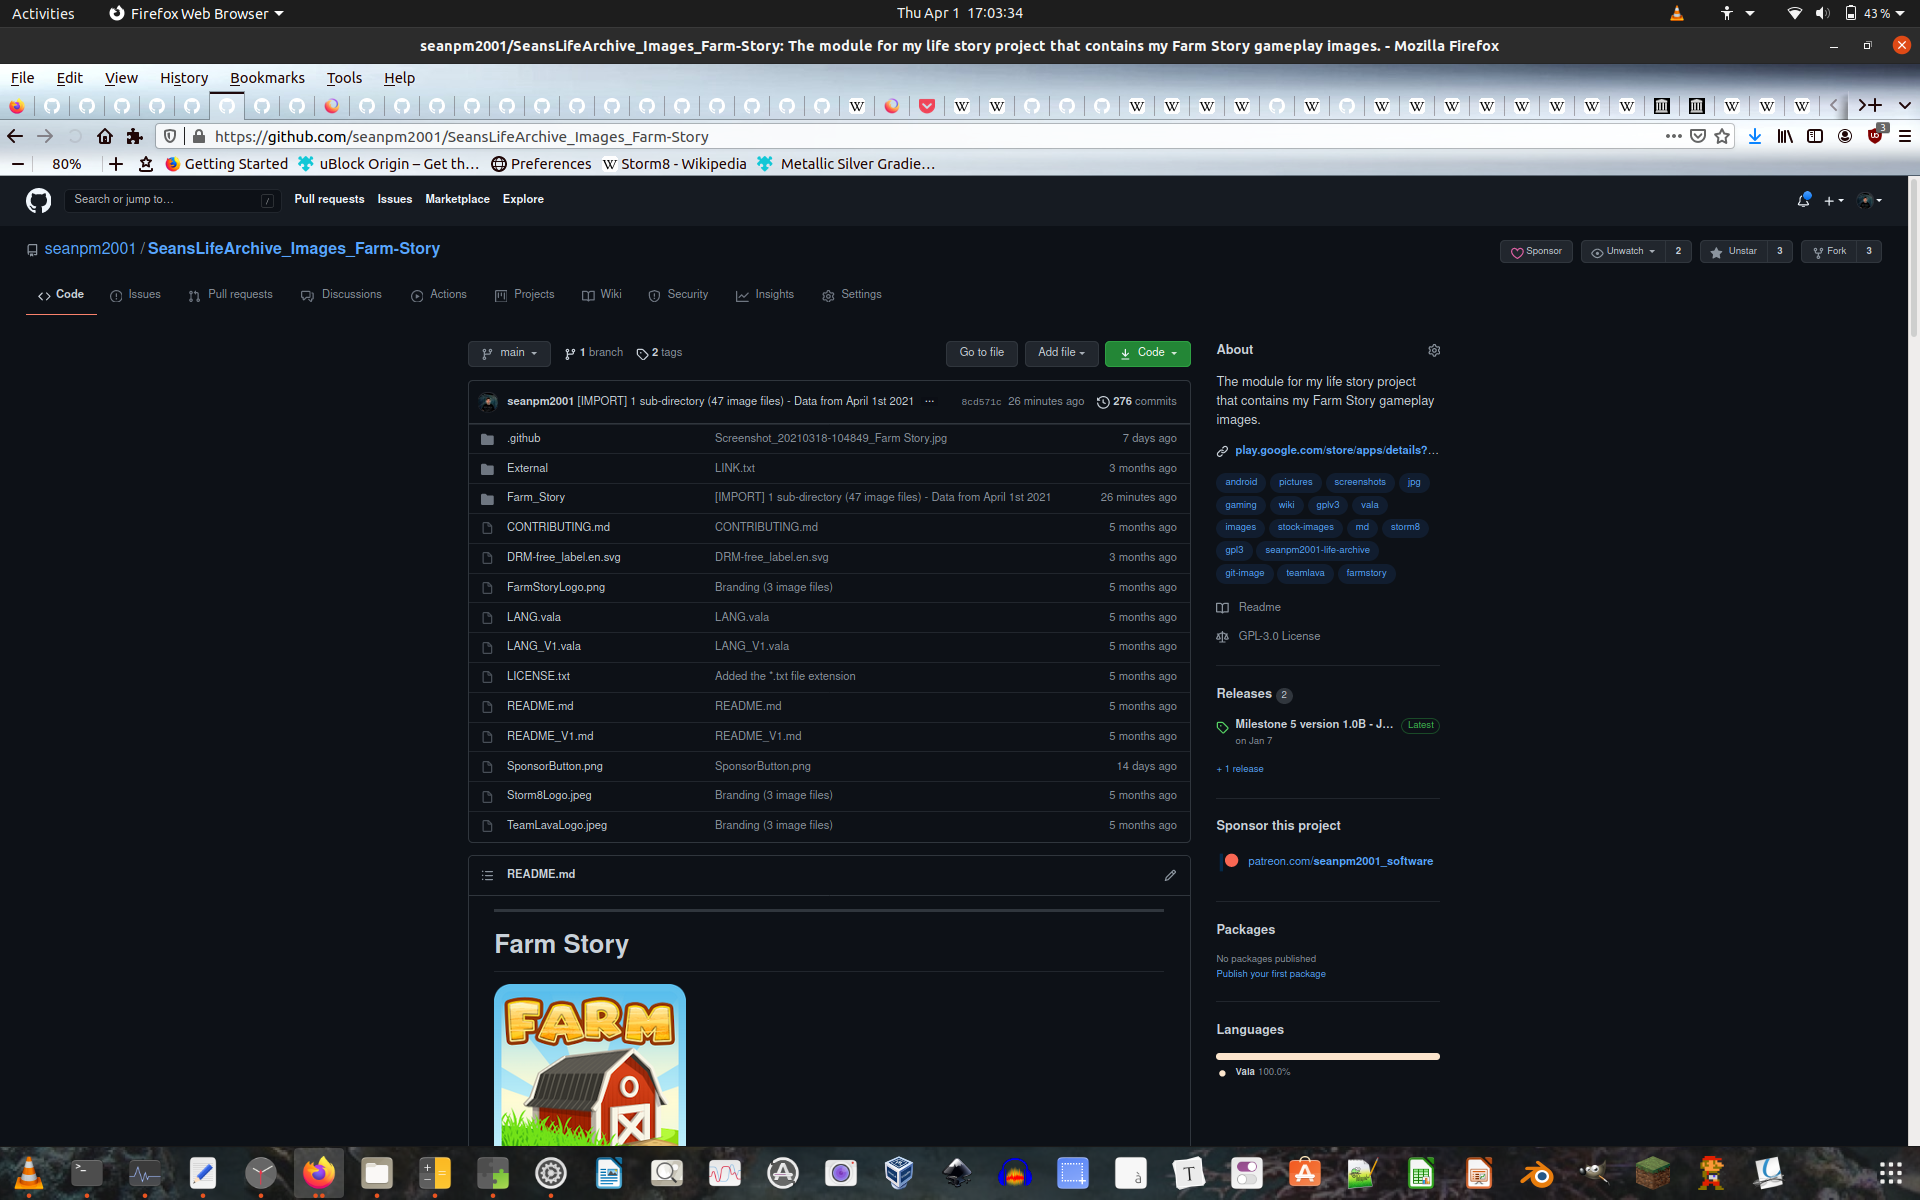 Activities Firefox Web Browser Thu Apr 1 17:03:34 43 %
seanpm2001/SeansLifeArchive_Images_Farm-Story: The module for my life story project that contains my Farm Story gameplay images. - Mozilla Firefox
File Edit View History Bookmarks Tools Help
https://github.com/seanpm2001/SeansLifeArchive_Images_Farm-Story 3
80% Getting Started uBlock Origin – Get th… Preferences Storm8 - Wikipedia Metallic Silver Gradie…
Search or jump to… / Pull requests Issues Marketplace Explore
seanpm2001 / SeansLifeArchive_Images_Farm-Story Sponsor Unwatch 2 Unstar 3 Fork 3
Code Issues Pull requests Discussions Actions Projects Wiki Security Insights Settings
main 1 branch 2 tags Go to file Add file Code
seanpm2001 [IMPORT] 1 sub-directory (47 image files) - Data from April 1st 2021 ··· 8cd571c 26 minutes ago 276 commits
.github Screenshot_20210318-104849_Farm Story.jpg 7 days ago
External LINK.txt 3 months ago
Farm_Story [IMPORT] 1 sub-directory (47 image files) - Data from April 1st 2021 26 minutes ago
CONTRIBUTING.md CONTRIBUTING.md 5 months ago
DRM-free_label.en.svg DRM-free_label.en.svg 3 months ago
FarmStoryLogo.png Branding (3 image files) 5 months ago
LANG.vala LANG.vala 5 months ago
LANG_V1.vala LANG_V1.vala 5 months ago
LICENSE.txt Added the *.txt file extension 5 months ago
README.md README.md 5 months ago
README_V1.md README_V1.md 5 months ago
SponsorButton.png SponsorButton.png 14 days ago
Storm8Logo.jpeg Branding (3 image files) 5 months ago
TeamLavaLogo.jpeg Branding (3 image files) 5 months ago
README.md
Farm Story
FARM
About
The module for my life story project
that contains my Farm Story gameplay
images.
play.google.com/store/apps/details?…
android pictures screenshots jpg
gaming wiki gplv3 vala
images stock-images md storm8
gpl3 seanpm2001-life-archive
git-image teamlava farmstory
Readme
GPL-3.0 License
Releases 2
Milestone 5 version 1.0B - J… Latest
on Jan 7
+ 1 release
Sponsor this project
patreon.com/seanpm2001_software
Packages
No packages published
Publish your first package
Languages
Vala 100.0%